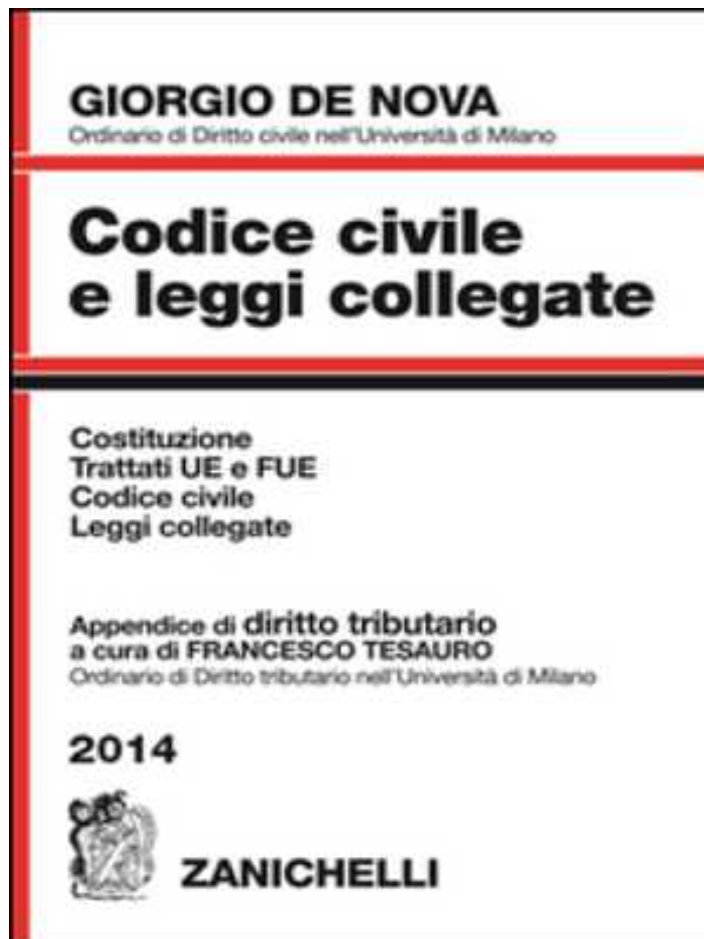 GIORGIO DE NOVA
Ordinario di Diritto civile nell'Università di Milano
Codice civile
e leggi collegate
Costituzione
Trattati UE e FUE
Codice civile
Leggi collegate
Appendice di diritto tributario
a cura di FRANCESCO TESAURO
Ordinario di Diritto tributario nell'Università di Milano
2014
ZANICHELLI